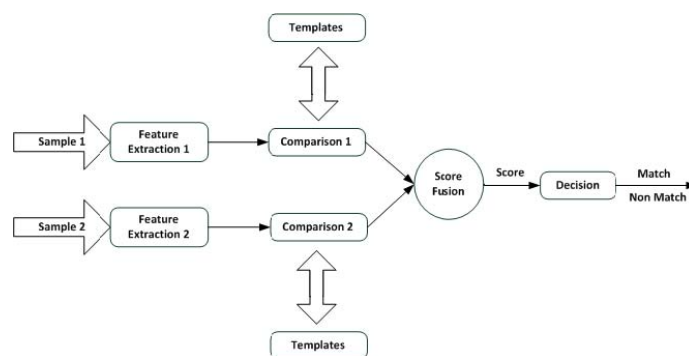 Templates
Sample 1
Feature
Extraction 1
Comparison 1
Score
Fusion
Score
Decision
Match
Non Match
Sample 2
Feature
Extraction 2
Comparison 2
Templates